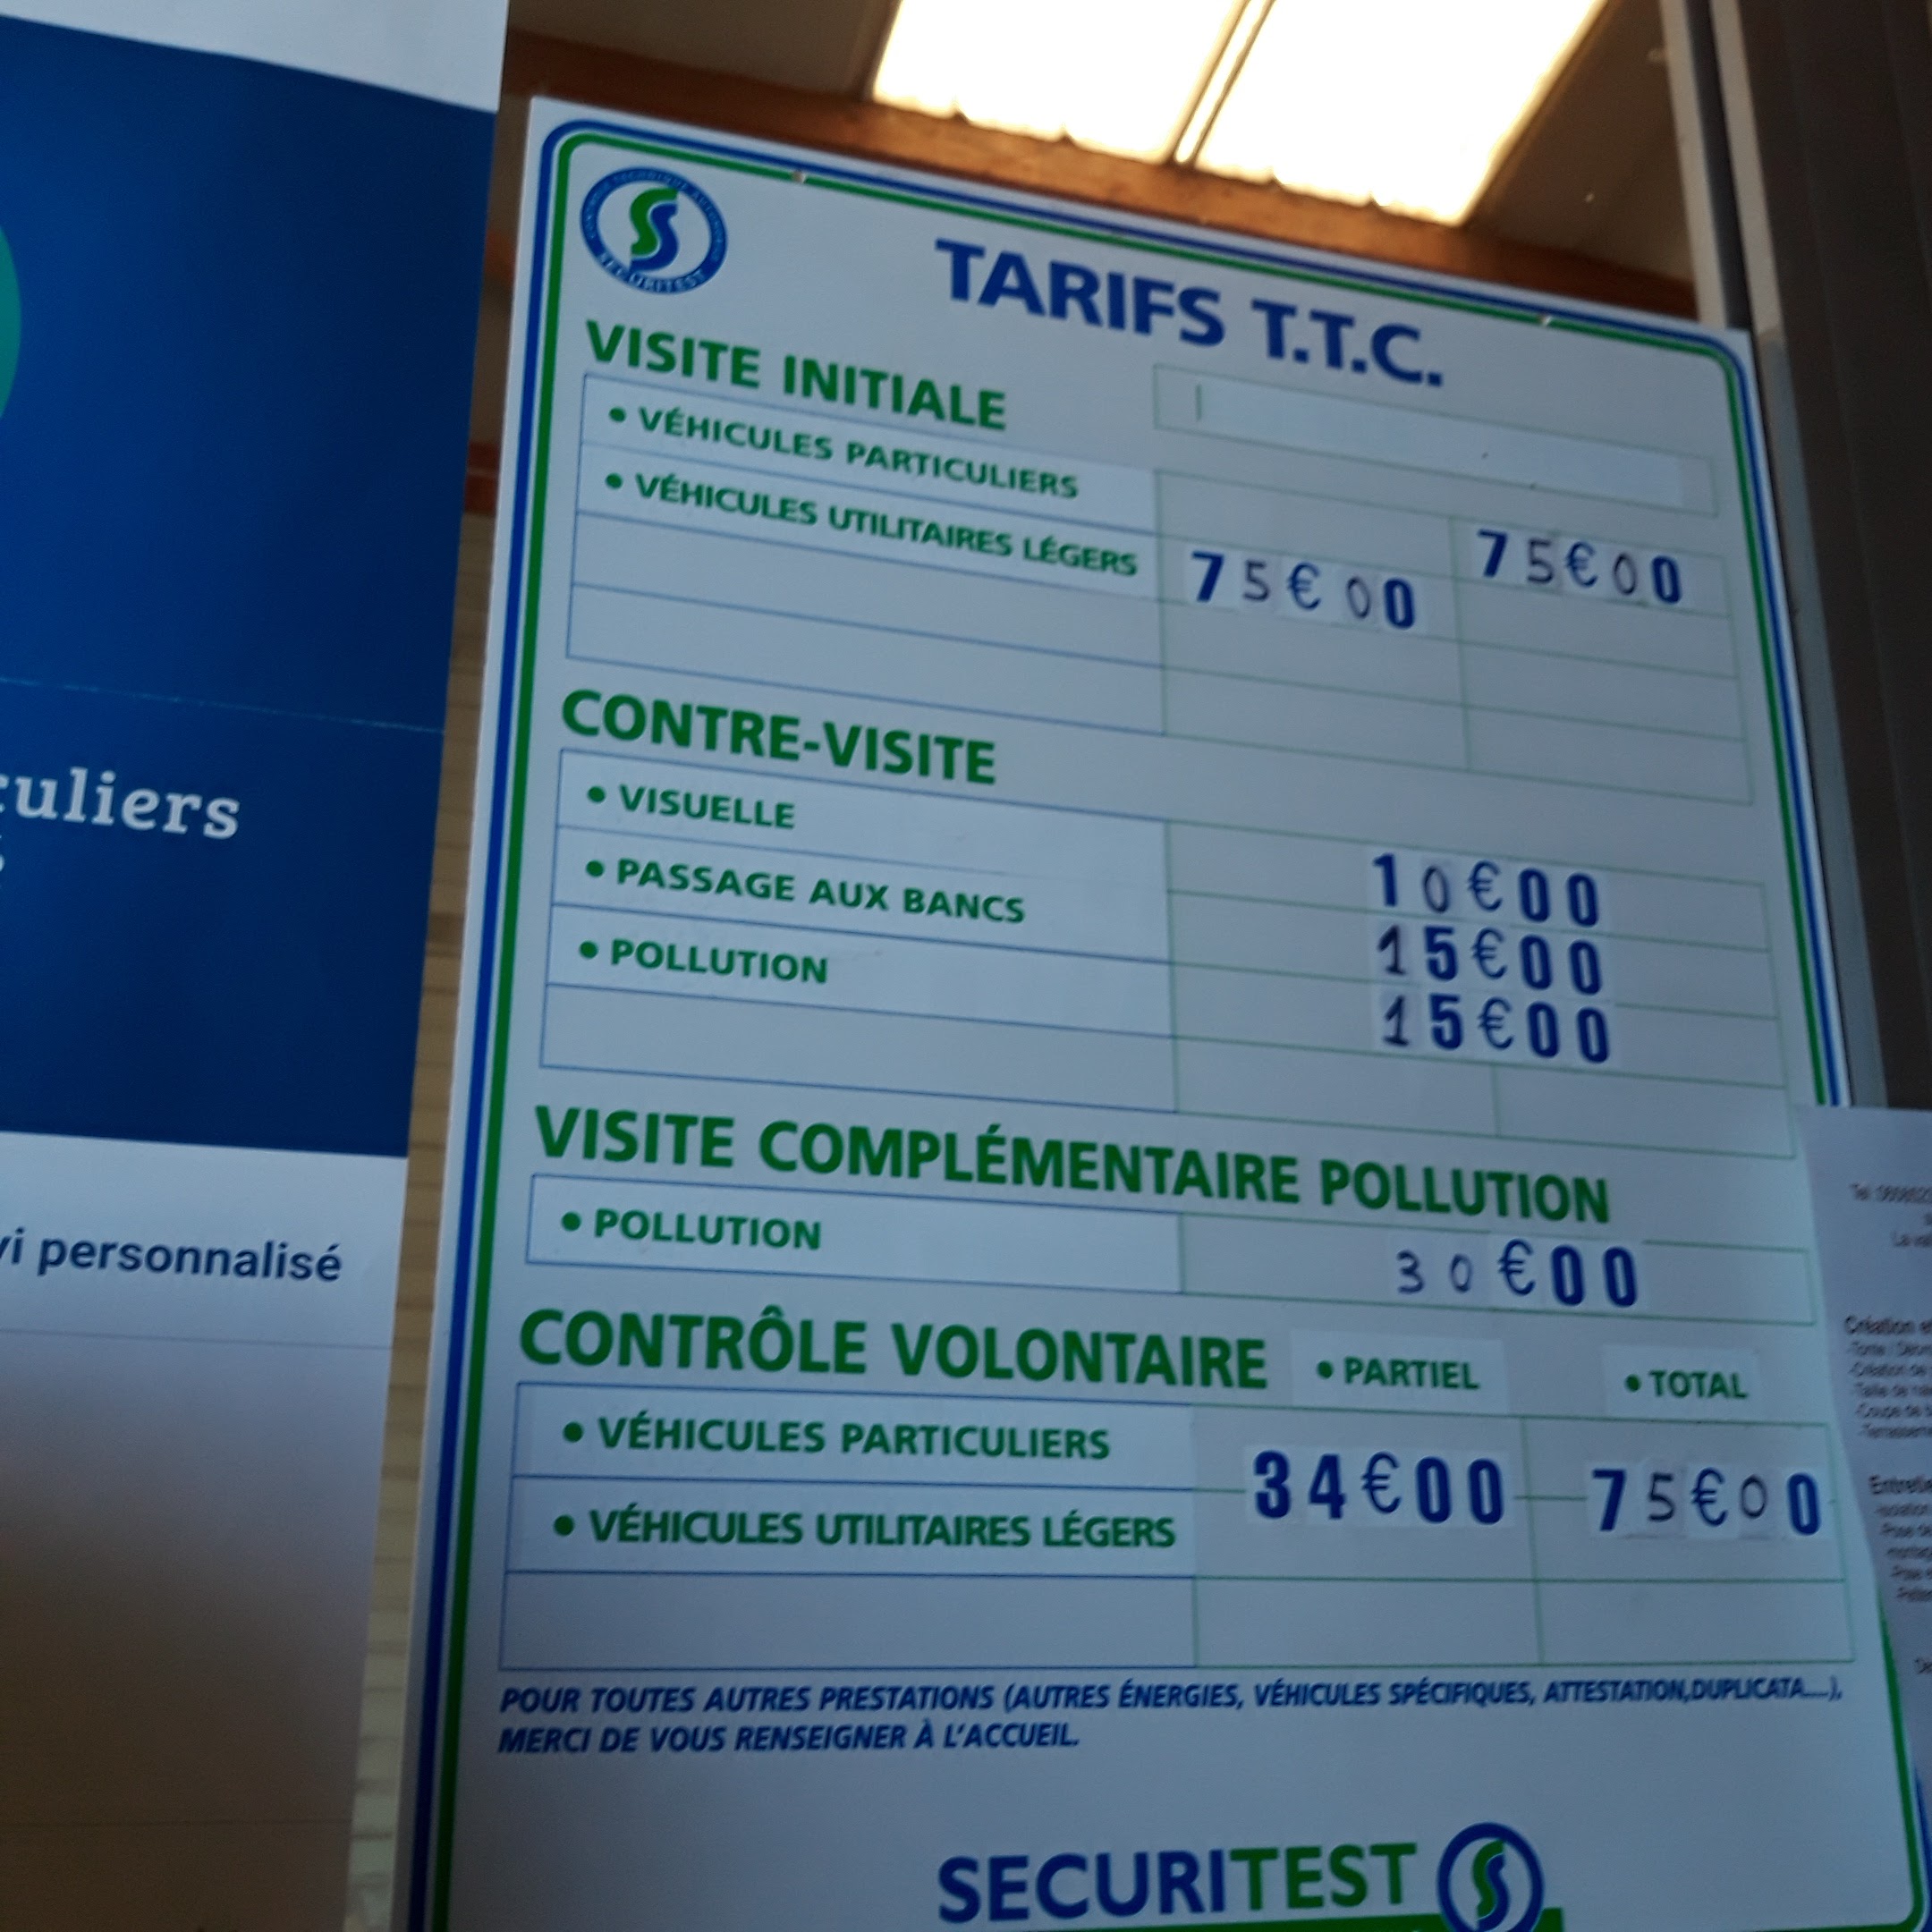 TARIFS T.T.C.
VISITE INITIALE
• VÉHICULES PARTICULIERS
• VÉHICULES UTILITAIRES LÉGERS
75€00 75€00
CONTRE-VISITE
• VISUELLE 10€00
• PASSAGE AUX BANCS 15€00
• POLLUTION 15€00
VISITE COMPLÉMENTAIRE POLLUTION
• POLLUTION 30€00
CONTRÔLE VOLONTAIRE • PARTIEL • TOTAL
• VÉHICULES PARTICULIERS
34€00 75€00
• VÉHICULES UTILITAIRES LÉGERS
POUR TOUTES AUTRES PRESTATIONS (AUTRES ÉNERGIES, VÉHICULES SPÉCIFIQUES, ATTESTATION,DUPLICATA....),
MERCI DE VOUS RENSEIGNER À L'ACCUEIL.
SECURITEST
SECURITEST
uliers
personnalisé
Création